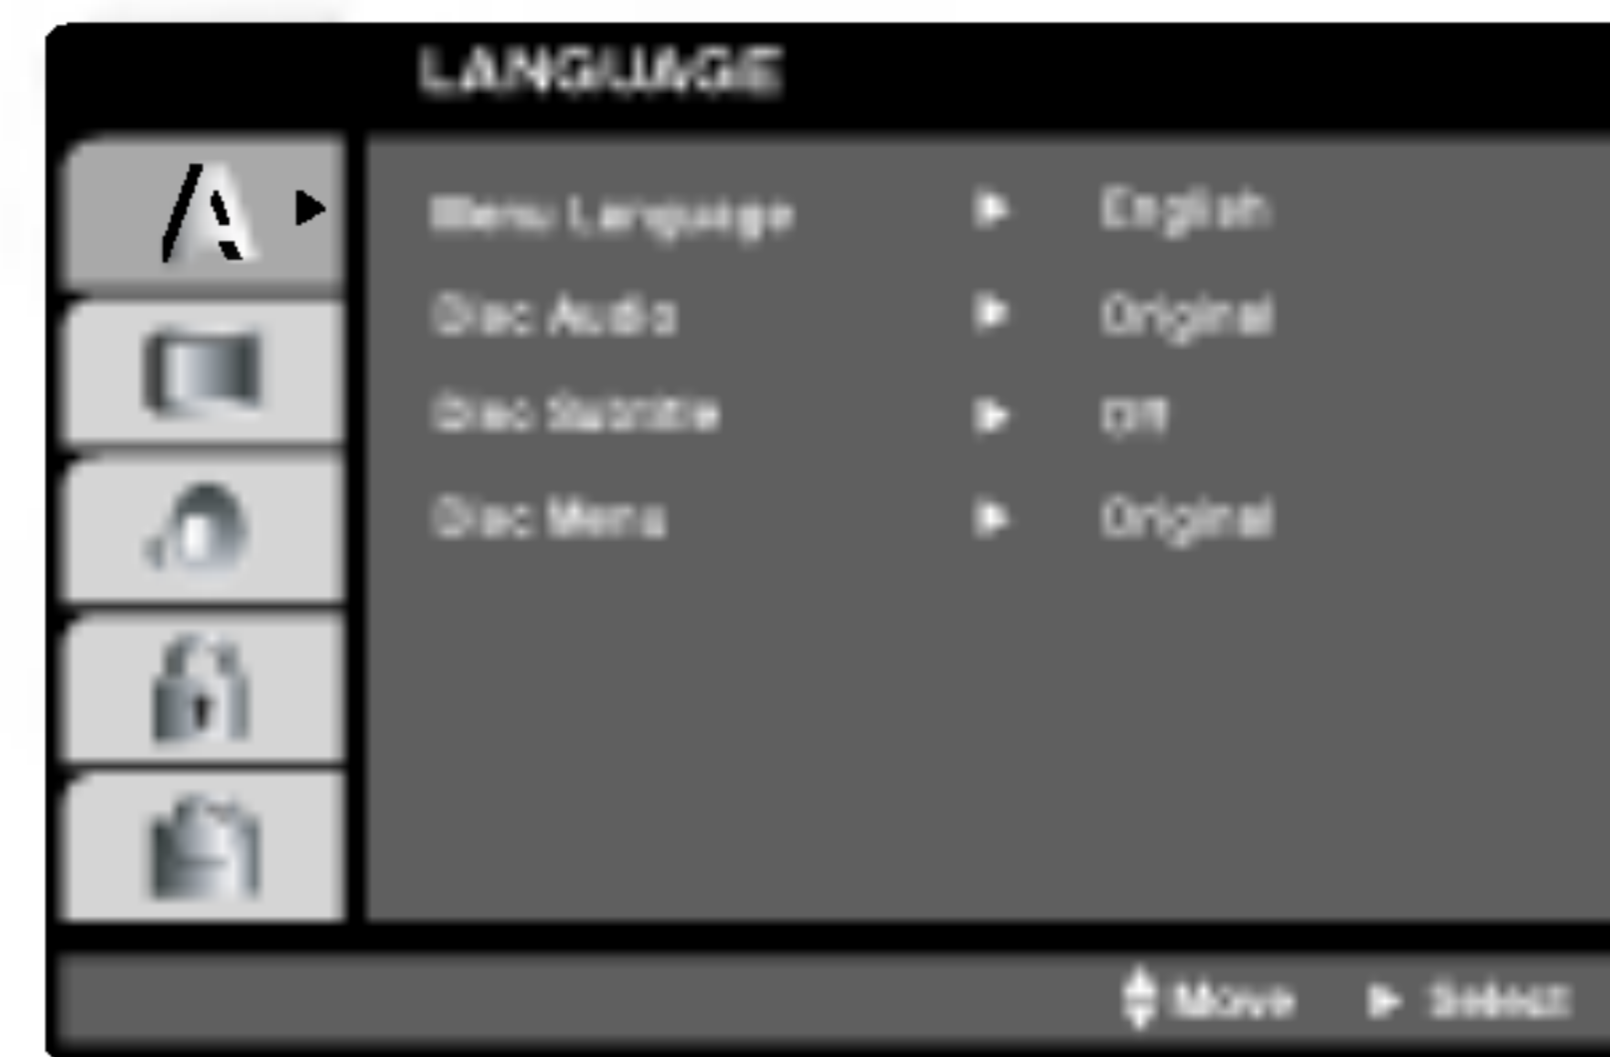 LANGUAGE
Menu Language ► English
Disc Audio ► Original
Disc Subtitle ► Off
Disc Menu ► Original
Move ► Select